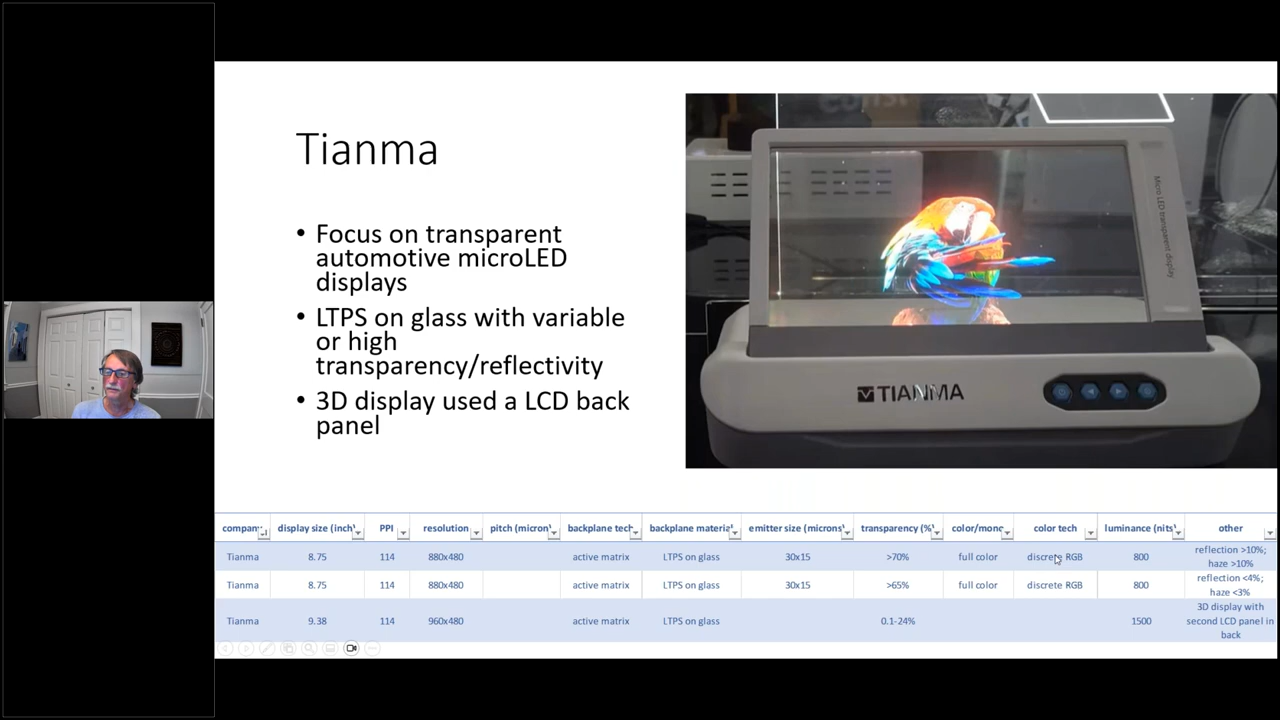 Tianma
• Focus on transparent
automotive microLED
displays
• LTPS on glass with variable
or high
transparency/reflectivity
• 3D display used a LCD back
panel
Micro LED transparent display
TIANMA
company display size (inch) PPI resolution pitch (micron) backplane tech backplane material emitter size (microns) transparency (%) color/mono color tech luminance (nits) other
Tianma 8.75 114 880x480 active matrix LTPS on glass 30x15 >70% full color discrete RGB 800 reflection >10%; haze >10%
Tianma 8.75 114 880x480 active matrix LTPS on glass 30x15 >65% full color discrete RGB 800 reflection <4%; haze <3%
Tianma 9.38 114 960x480 active matrix LTPS on glass 0.1-24% 1500 3D display with second LCD panel in back